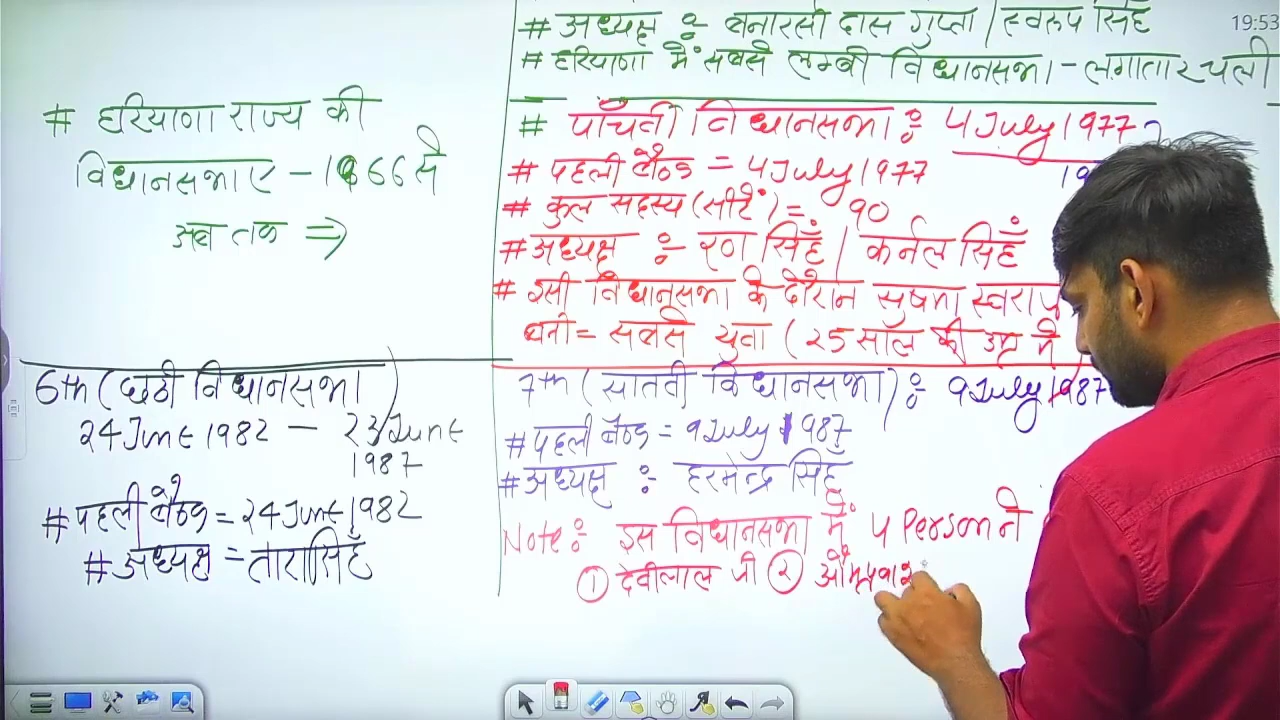 19:53
# अध्यक्ष : बनारसी दास गुप्ता / स्वरुप सिंह
# हरियाणा में सबसे लम्बी विधानसभा - लगातार चली
# हरियाणा राज्य की
विधानसभाए - 1966 से
अब तक ⇒
# पाँचवी विधानसभा : 4 July 1977
# पहली बैठक = 4 July 1977
# कुल सदस्य (सीटें) = 90
# अध्यक्ष : रण सिहँ / कर्नल सिहँ
# इसी विधानसभा के दौरान सुषमा
बनी = सबसे युवा (25 सॉल की उम्र में
6th (छठी विधानसभा)
24 June 1982 - 23 June
1987
# पहली बैठक = 24 June 1982
# अध्यक्ष = तारासिहँ
7th (सातवी विधानसभा) : 9 July 1987
# पहली बैठक = 9 July 1987
# अध्यक्ष : हरमेन्द्र सिहँ
Note : इस विधानसभा में 4 Person ने
① देवीलाल जी ② ओमप्रकाश